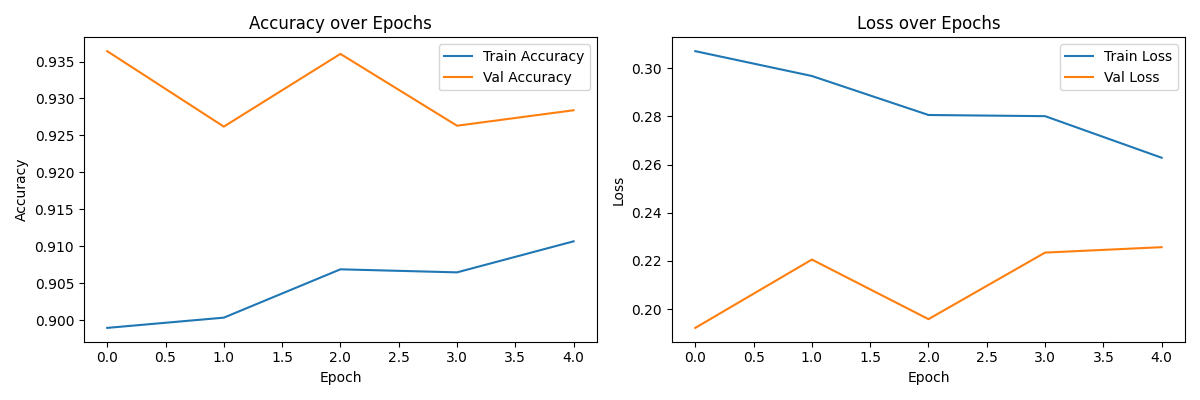 Accuracy over Epochs
Train Accuracy
Val Accuracy
Accuracy
0.935
0.930
0.925
0.920
0.915
0.910
0.905
0.900
0.0 0.5 1.0 1.5 2.0 2.5 3.0 3.5 4.0
Epoch
Loss over Epochs
Train Loss
Val Loss
Loss
0.30
0.28
0.26
0.24
0.22
0.20
0.0 0.5 1.0 1.5 2.0 2.5 3.0 3.5 4.0
Epoch